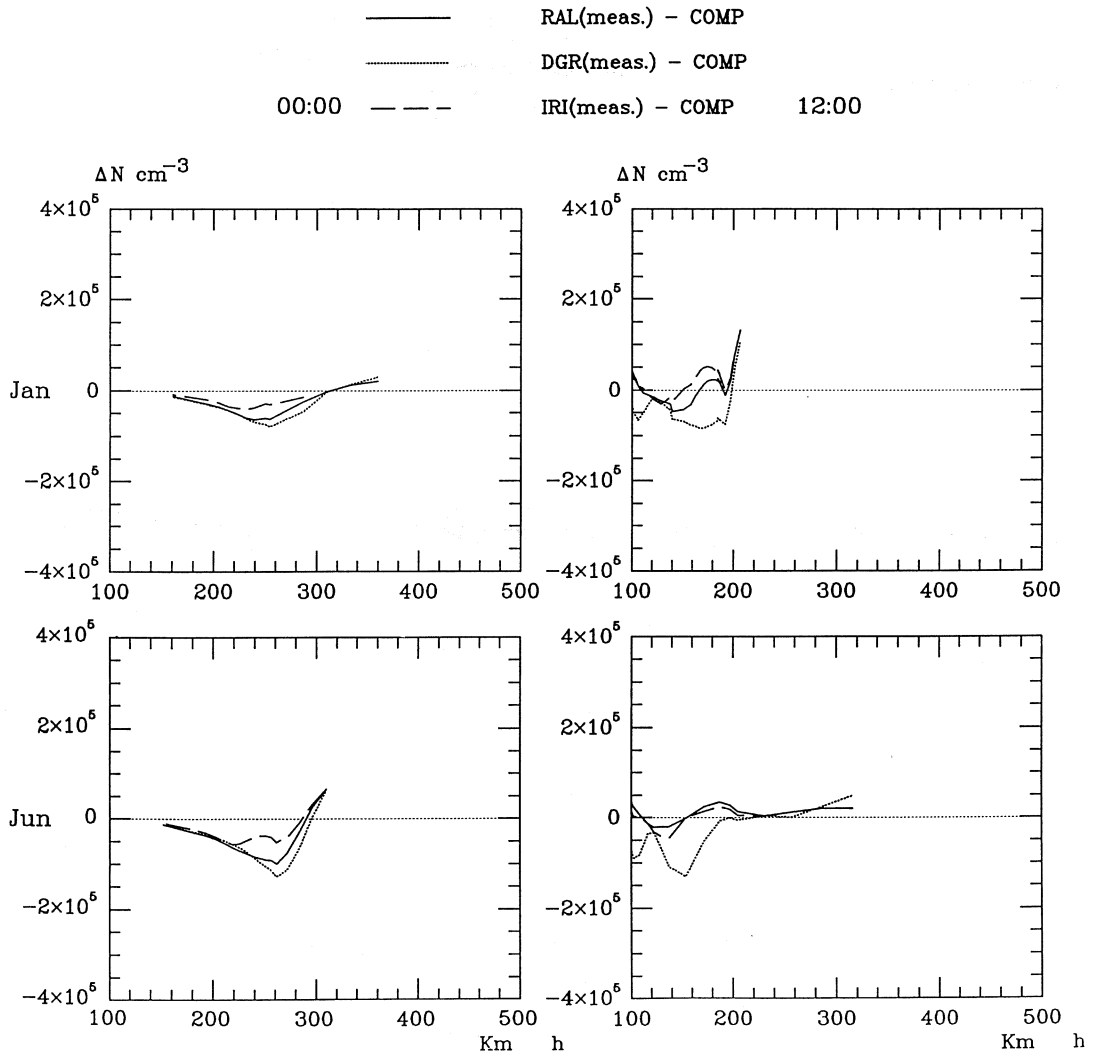 RAL(meas.) − COMP
DGR(meas.) − COMP
00:00 IRI(meas.) − COMP 12:00
ΔN cm⁻³ ΔN cm⁻³
4×10⁵ 4×10⁵
2×10⁵ 2×10⁵
Jan 0 0
−2×10⁵ −2×10⁵
−4×10⁵ −4×10⁵
100 200 300 400 500 100 200 300 400 500
4×10⁵ 4×10⁵
2×10⁵ 2×10⁵
Jun 0 0
−2×10⁵ −2×10⁵
−4×10⁵ −4×10⁵
100 200 300 400 500 100 200 300 400 500
Km h Km h